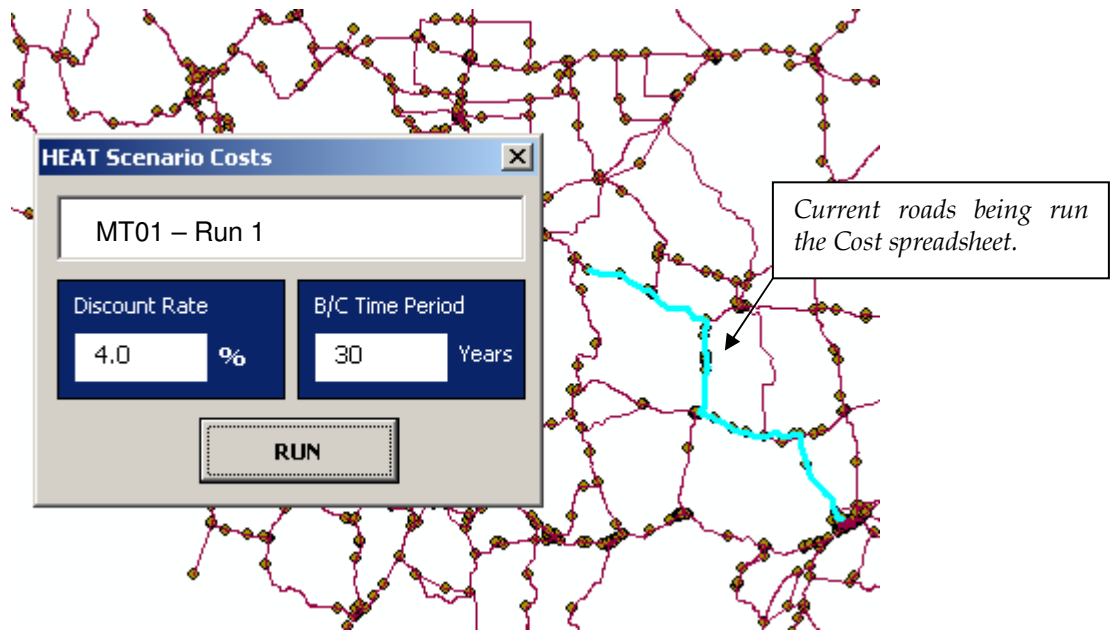 HEAT Scenario Costs
MT01 – Run 1
Discount Rate
4.0 %
B/C Time Period
30 Years
RUN
Current roads being run
the Cost spreadsheet.